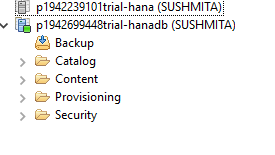 p1942239101trial-hana (SUSHMITA)
p1942699448trial-hanadb (SUSHMITA)
Backup
Catalog
Content
Provisioning
Security